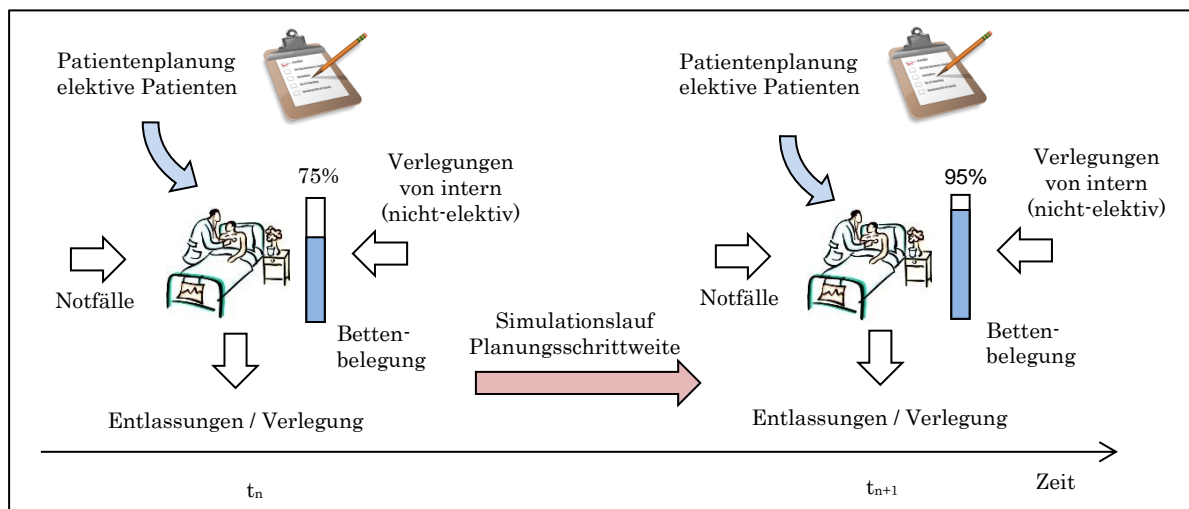 Patientenplanung
elektive Patienten
75%
Verlegungen
von intern
(nicht-elektiv)
Notfälle
Betten-
belegung
Entlassungen / Verlegung
Simulationslauf
Planungsschrittweite
Patientenplanung
elektive Patienten
95%
Verlegungen
von intern
(nicht-elektiv)
Notfälle
Betten-
belegung
Entlassungen / Verlegung
tn
tn+1
Zeit